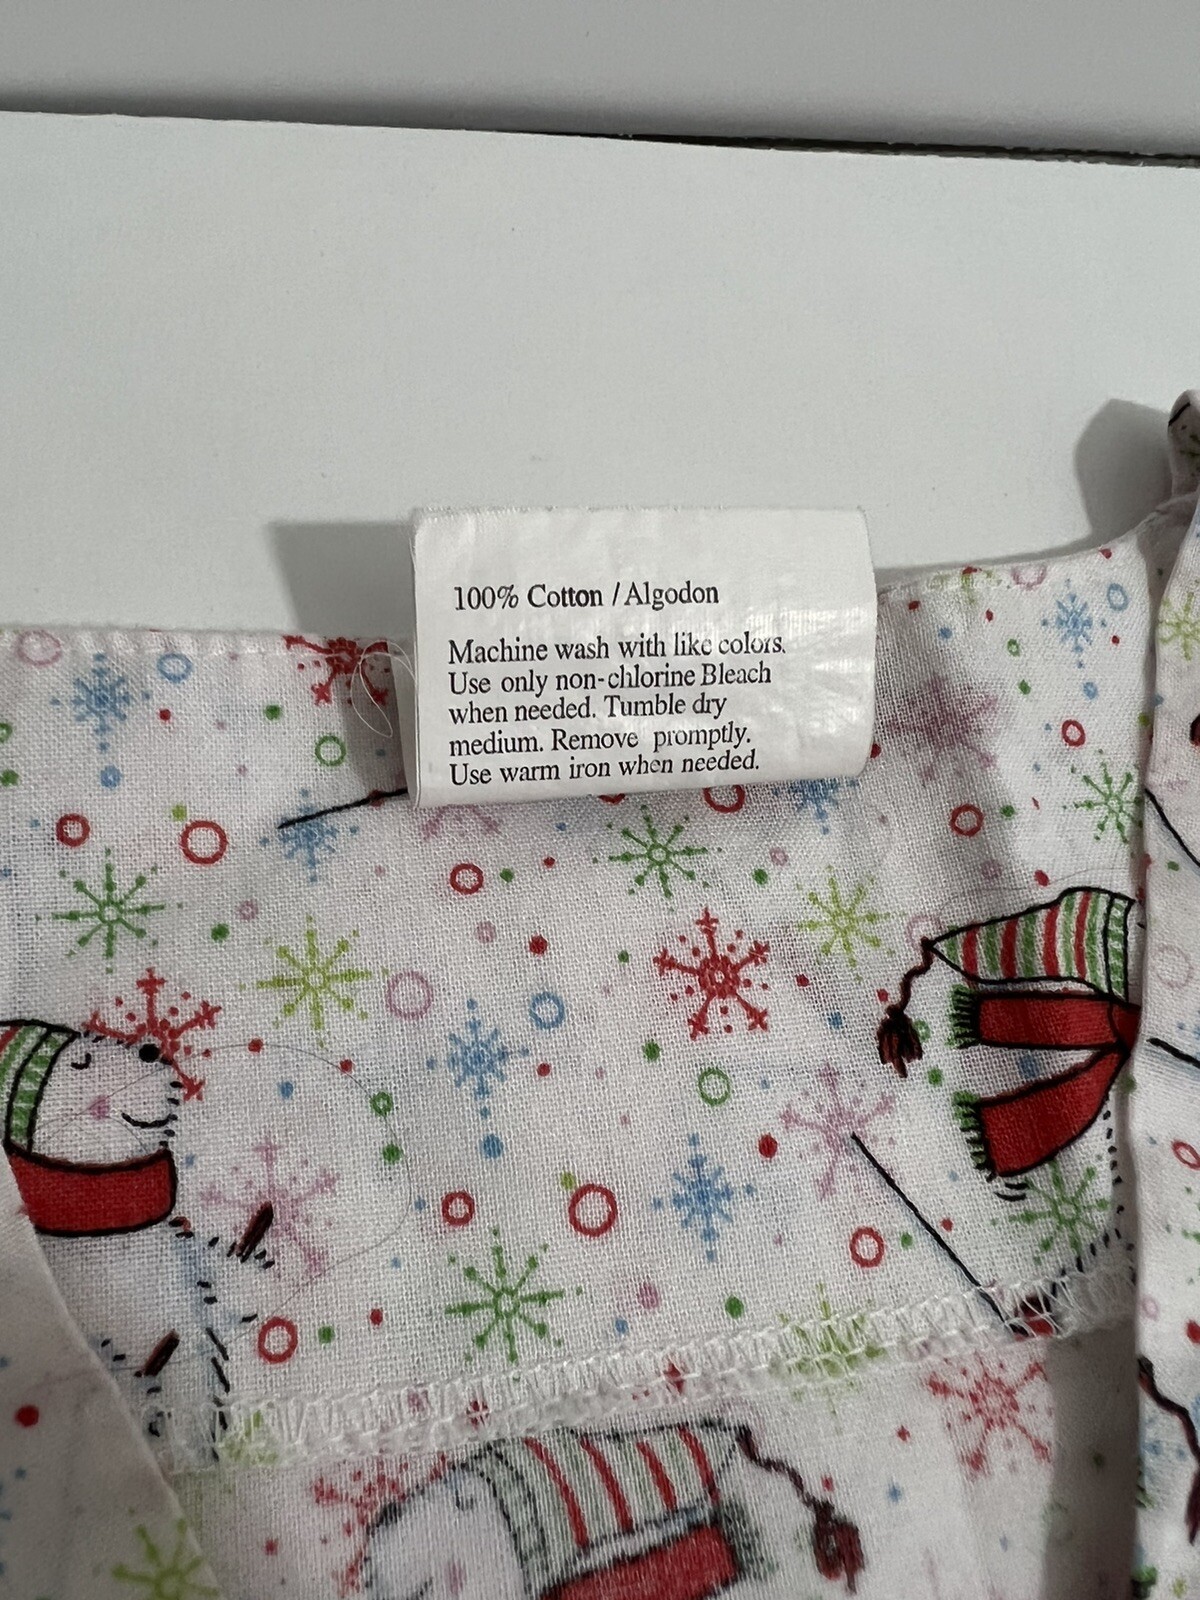 100% Cotton / Algodon
Machine wash with like colors.
Use only non-chlorine Bleach
when needed. Tumble dry
medium. Remove promptly.
Use warm iron when needed.